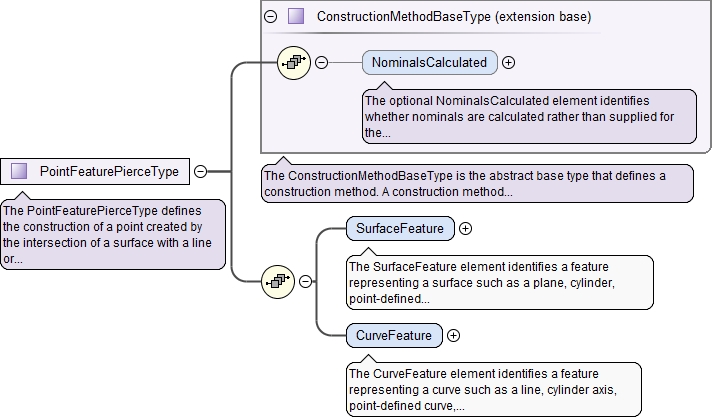 ConstructionMethodBaseType (extension base)
NominalsCalculated
The optional NominalsCalculated element identifies
whether nominals are calculated rather than supplied for
the...
PointFeaturePierceType
The ConstructionMethodBaseType is the abstract base type that defines a
construction method. A construction method...
The PointFeaturePierceType defines
the construction of a point created by
the intersection of a surface with a line
or...
SurfaceFeature
The SurfaceFeature element identifies a feature
representing a surface such as a plane, cylinder,
point-defined...
CurveFeature
The CurveFeature element identifies a feature
representing a curve such as a line, cylinder axis,
point-defined curve,...